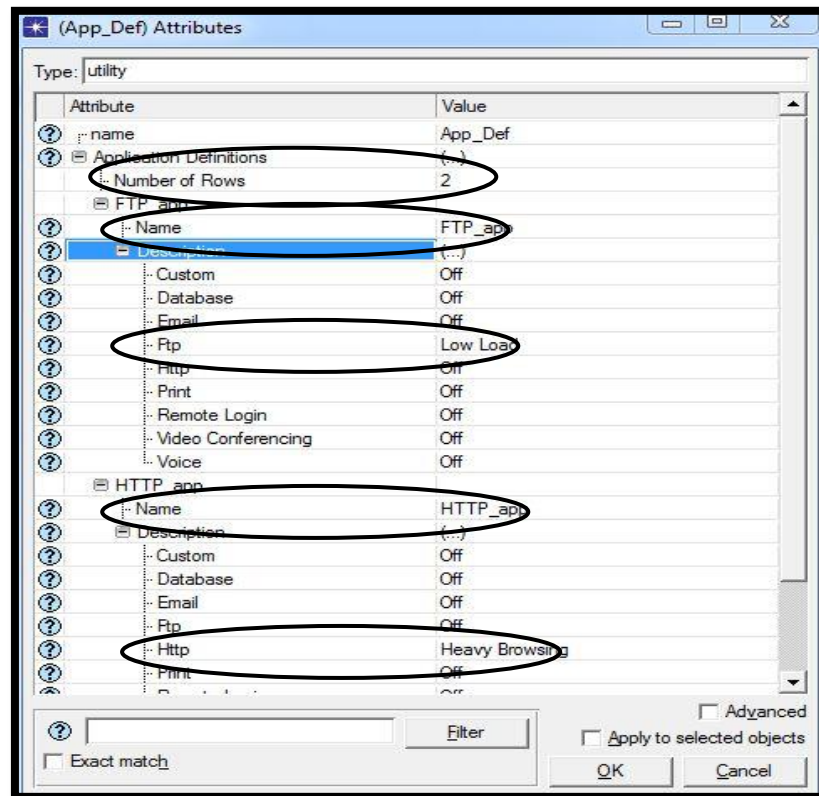 (App_Def) Attributes
Type: utility
Attribute Value
name App_Def
Application Definitions (...)
Number of Rows 2
FTP_app
Name FTP_app
Description (...)
Custom Off
Database Off
Email Off
Ftp Low Load
Http Off
Print Off
Remote Login Off
Video Conferencing Off
Voice Off
HTTP_app
Name HTTP_app
Description (...)
Custom Off
Database Off
Email Off
Ftp Off
Http Heavy Browsing
Print Off
Off
Advanced
Filter
Apply to selected objects
Exact match
OK Cancel